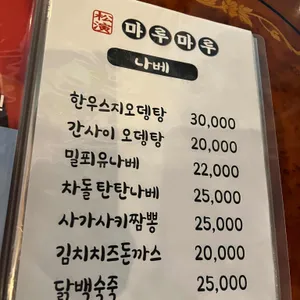 松濱 마루마루
나베
한우스지오뎅탕 30,000
간사이 오뎅탕 20,000
밀푀유나베 22,000
차돌탄탄나베 25,000
사가사키짬뽕 25,000
김치치즈돈까스 20,000
닭백숙죽 25,000